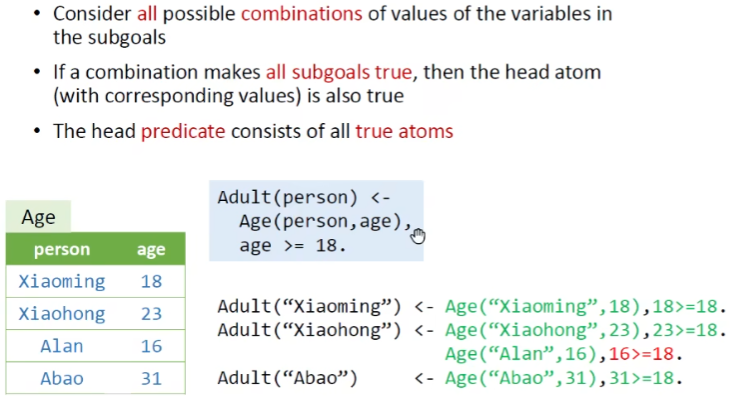 • Consider all possible combinations of values of the variables in
the subgoals
• If a combination makes all subgoals true, then the head atom
(with corresponding values) is also true
• The head predicate consists of all true atoms
Age
person age
Xiaoming 18
Xiaohong 23
Alan 16
Abao 31
Adult(person) <-
Age(person,age),
age >= 18.
Adult(“Xiaoming”) <- Age(“Xiaoming”,18),18>=18.
Adult(“Xiaohong”) <- Age(“Xiaohong”,23),23>=18.
Age(“Alan”,16),16>=18.
Adult(“Abao”) <- Age(“Abao”,31),31>=18.